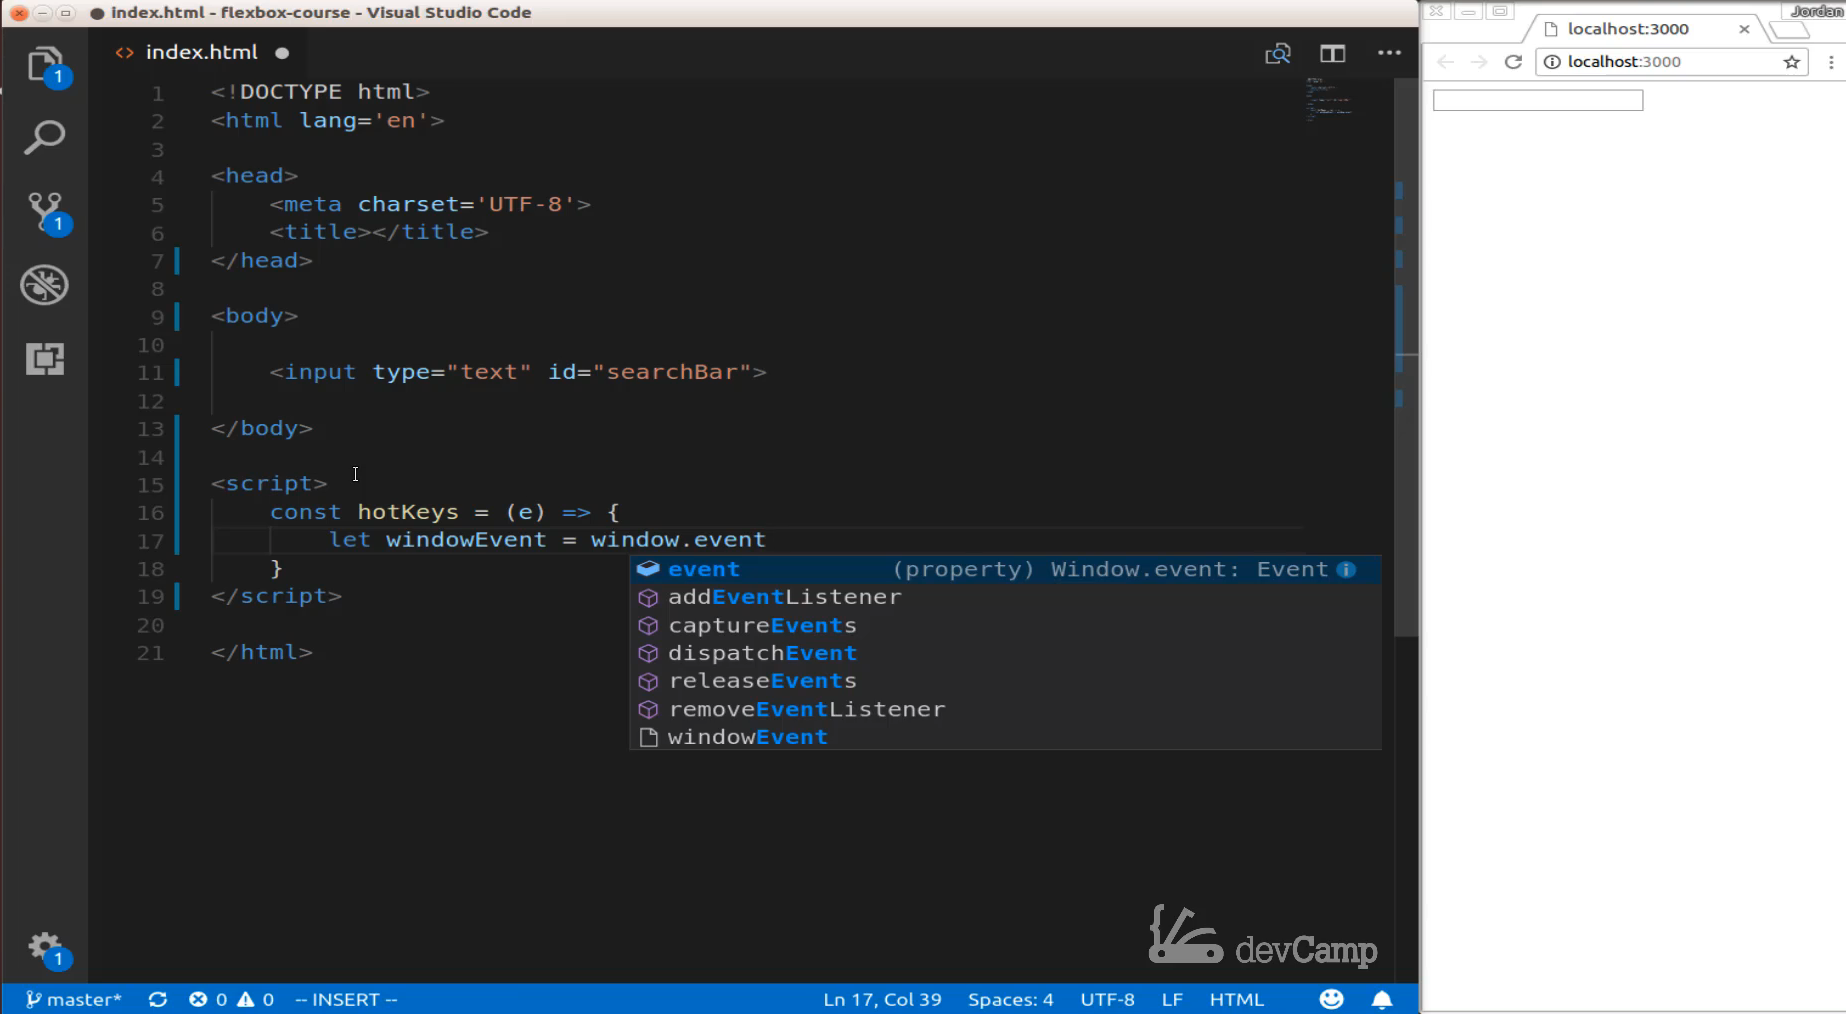 index.html - flexbox-course - Visual Studio Code
index.html
1 <!DOCTYPE html>
2 <html lang='en'>
3
4 <head>
5 <meta charset='UTF-8'>
6 <title></title>
7 </head>
8
9 <body>
10
11 <input type="text" id="searchBar">
12
13 </body>
14
15 <script>
16 const hotKeys = (e) => {
17 let windowEvent = window.event
18 }
19 </script>
20
21 </html>
event (property) Window.event: Event
addEventListener
captureEvents
dispatchEvent
releaseEvents
removeEventListener
windowEvent
1
1
1
devCamp
master* 0 0 -- INSERT -- Ln 17, Col 39 Spaces: 4 UTF-8 LF HTML
Jordan
localhost:3000
localhost:3000